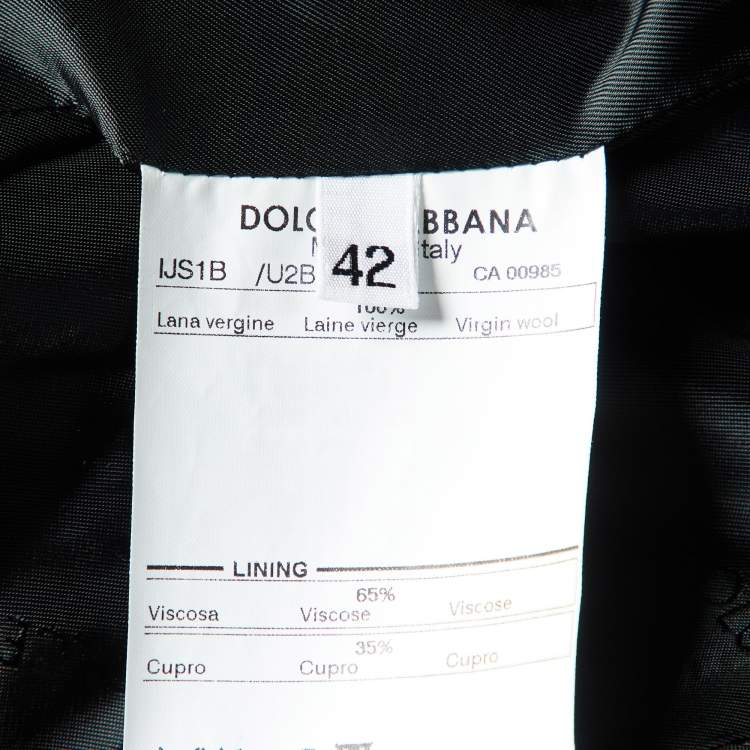 DOLC ABBANA
M Italy
IJS1B /U2B 42 CA 00985
100%
Lana vergine Laine vierge Virgin wool
LINING
65%
Viscosa Viscose Viscose
35%
Cupro Cupro Cupro